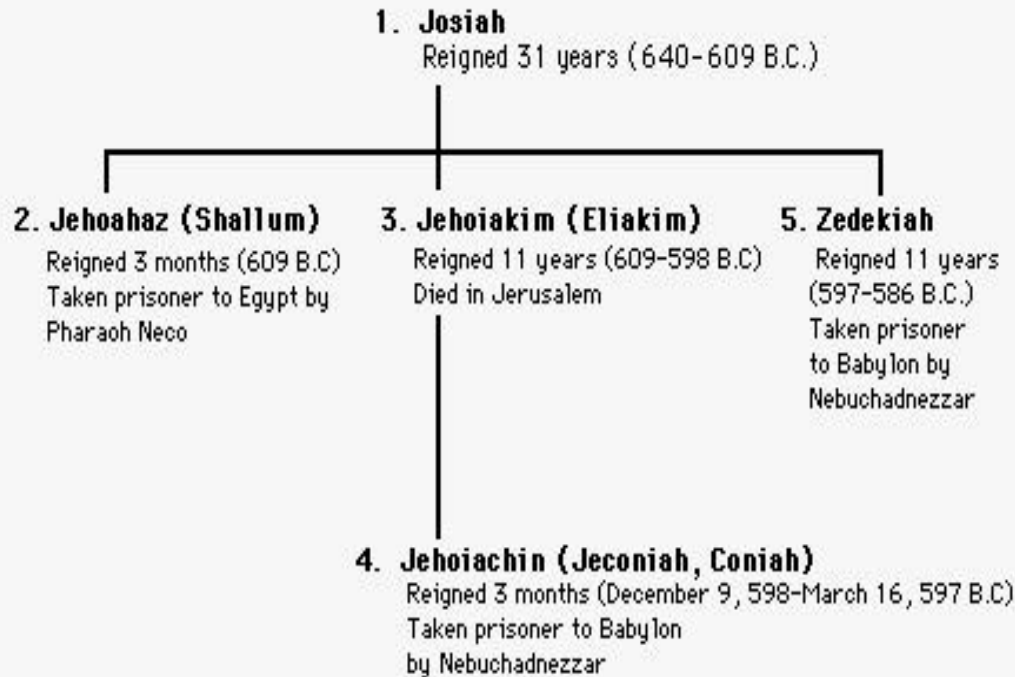 1. Josiah
Reigned 31 years (640-609 B.C.)
2. Jehoahaz (Shallum)
Reigned 3 months (609 B.C)
Taken prisoner to Egypt by
Pharaoh Neco
3. Jehoiakim (Eliakim)
Reigned 11 years (609-598 B.C)
Died in Jerusalem
5. Zedekiah
Reigned 11 years
(597-586 B.C.)
Taken prisoner
to Babylon by
Nebuchadnezzar
4. Jehoiachin (Jeconiah, Coniah)
Reigned 3 months (December 9, 598-March 16, 597 B.C)
Taken prisoner to Babylon
by Nebuchadnezzar